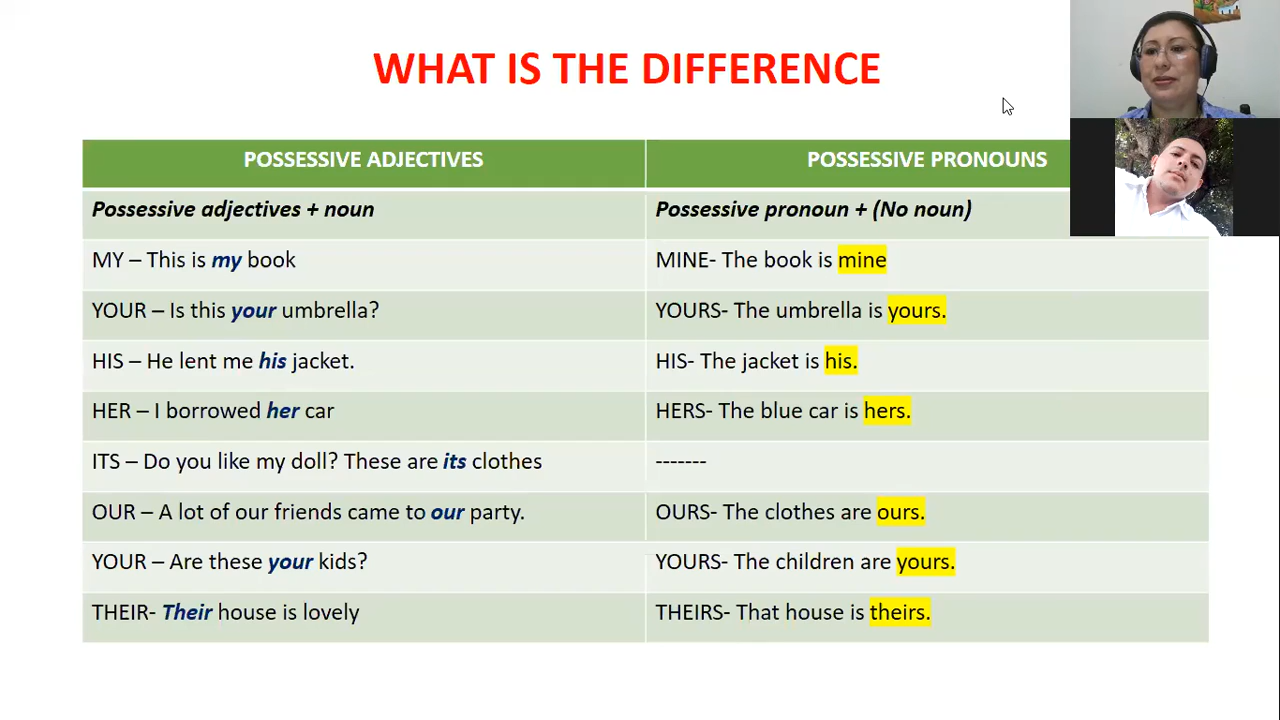 WHAT IS THE DIFFERENCE
POSSESSIVE ADJECTIVES
POSSESSIVE PRONOUNS
Possessive adjectives + noun
Possessive pronoun + (No noun)
MY – This is my book
MINE- The book is mine
YOUR – Is this your umbrella?
YOURS- The umbrella is yours.
HIS – He lent me his jacket.
HIS- The jacket is his.
HER – I borrowed her car
HERS- The blue car is hers.
ITS – Do you like my doll? These are its clothes
-------
OUR – A lot of our friends came to our party.
OURS- The clothes are ours.
YOUR – Are these your kids?
YOURS- The children are yours.
THEIR- Their house is lovely
THEIRS- That house is theirs.